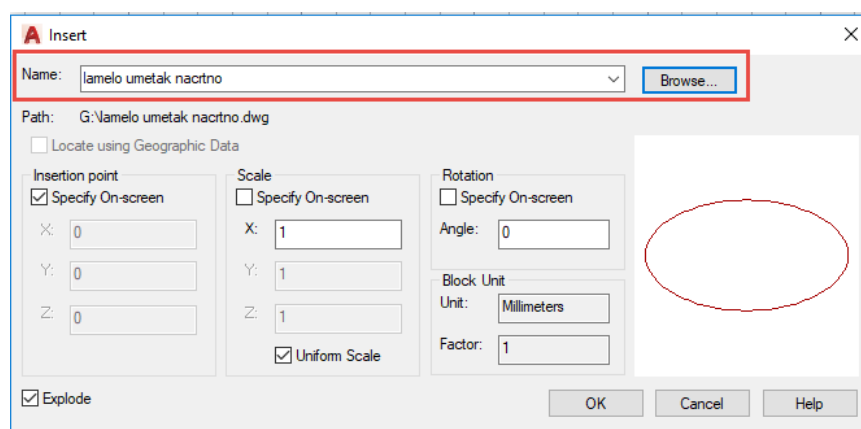 Insert
Name: lamelo umetak nacrtno Browse...
Path: G:\lamelo umetak nacrtno.dwg
Locate using Geographic Data
Insertion point Scale Rotation
Specify On-screen Specify On-screen Specify On-screen
X: 0 X: 1 Angle: 0
Y: 0 Y: 1 Block Unit
Z: 0 Z: 1 Unit: Millimeters
Uniform Scale Factor: 1
Explode OK Cancel Help